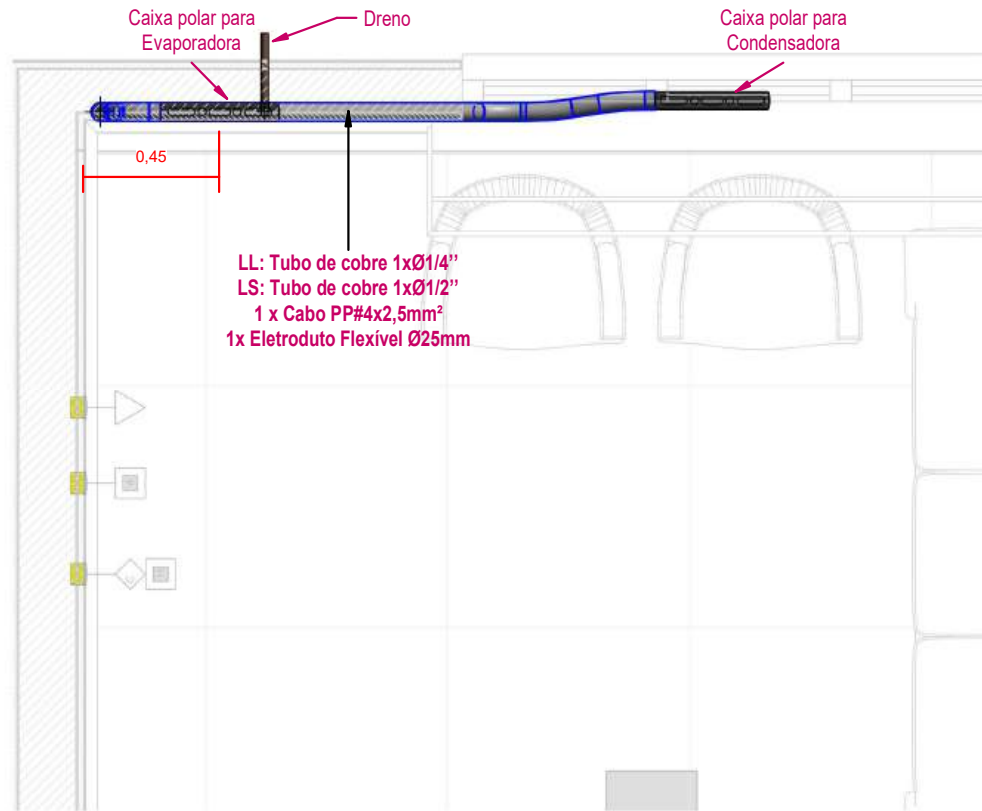 Caixa polar para
Evaporadora
Dreno
Caixa polar para
Condensadora
0,45
LL: Tubo de cobre 1xØ1/4’’
LS: Tubo de cobre 1xØ1/2’’
1 x Cabo PP#4x2,5mm²
1x Eletroduto Flexível Ø25mm